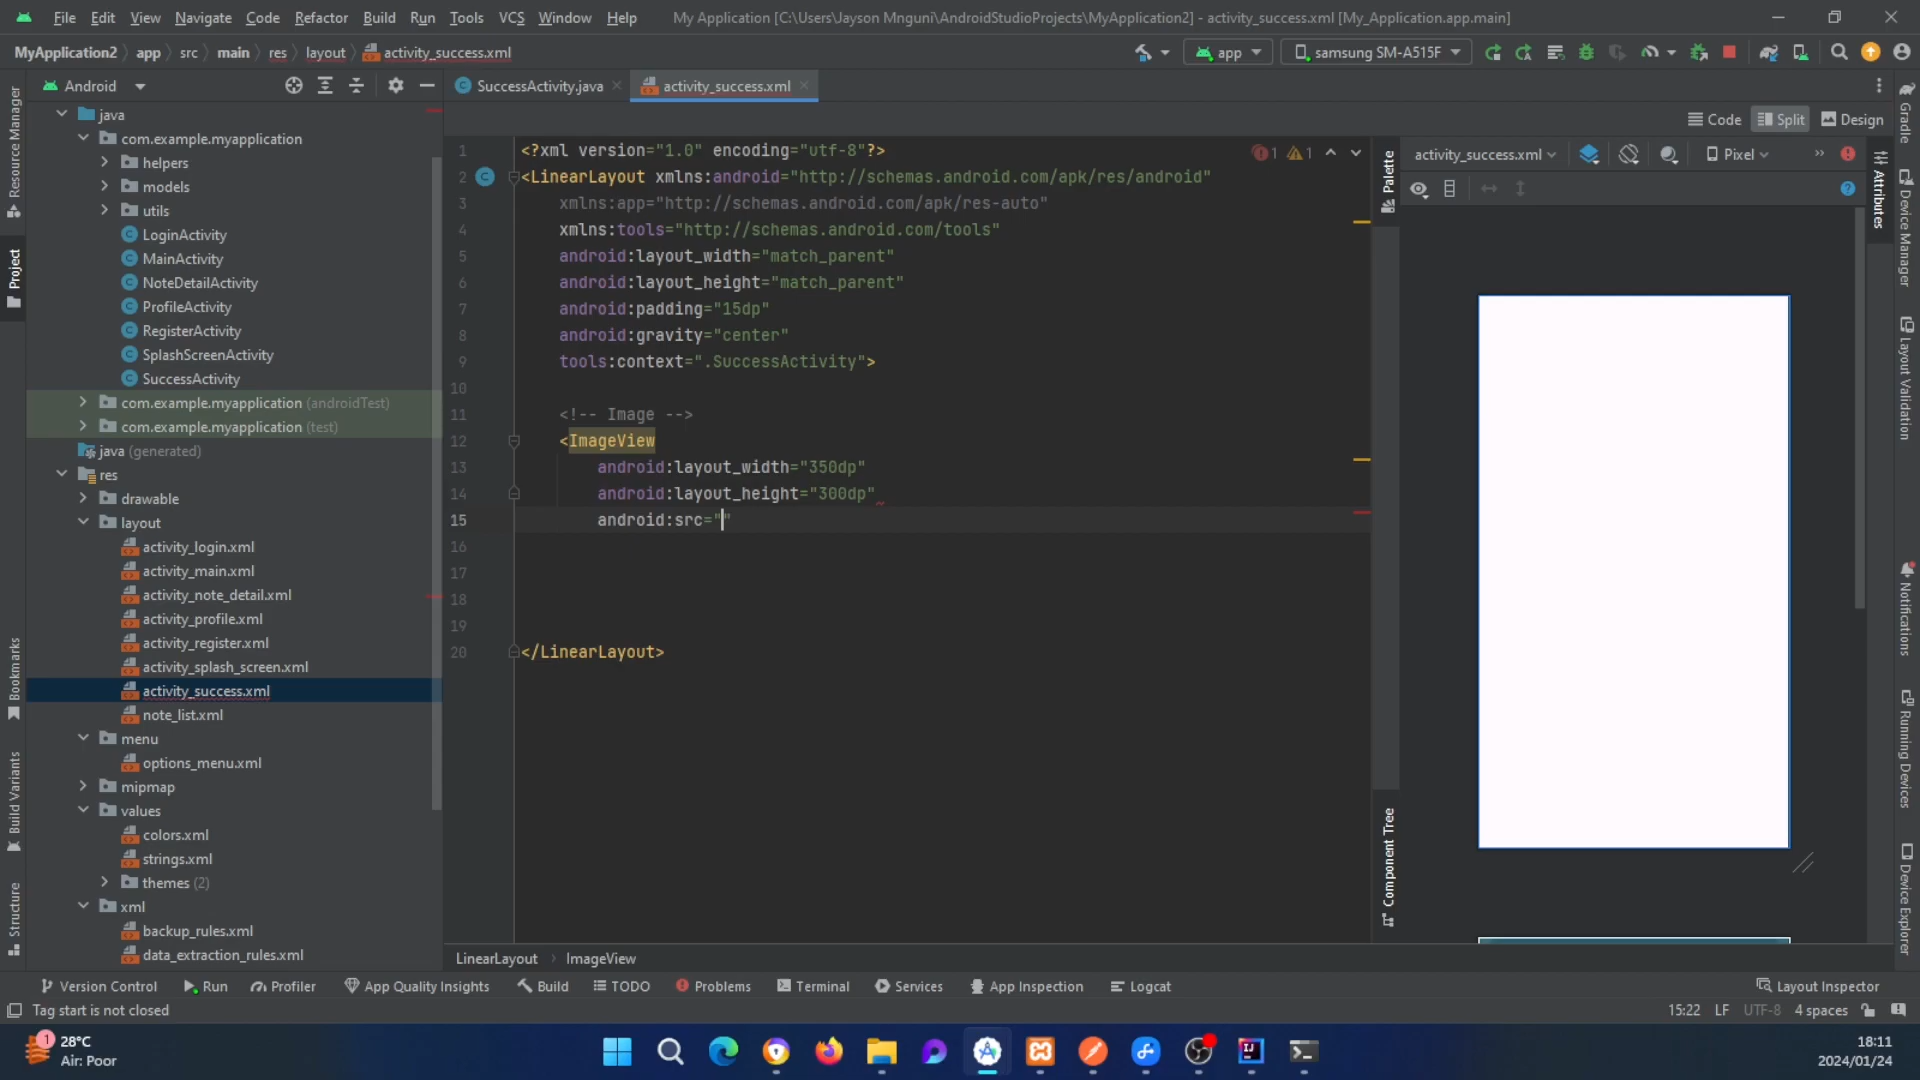 File Edit View Navigate Code Refactor Build Run Tools VCS Window Help My Application [C:\Users\Jayson Mnguni\AndroidStudioProjects\MyApplication2] - activity_success.xml [My_Application.app.main]
MyApplication2 app src main res layout activity_success.xml app samsung SM-A515F
Android SuccessActivity.java activity_success.xml
Code Split Design
java
com.example.myapplication
helpers
models
utils
LoginActivity
MainActivity
NoteDetailActivity
ProfileActivity
RegisterActivity
SplashScreenActivity
SuccessActivity
com.example.myapplication (androidTest)
com.example.myapplication (test)
java (generated)
res
drawable
layout
activity_login.xml
activity_main.xml
activity_note_detail.xml
activity_profile.xml
activity_register.xml
activity_splash_screen.xml
activity_success.xml
note_list.xml
menu
options_menu.xml
mipmap
values
colors.xml
strings.xml
themes (2)
xml
backup_rules.xml
data_extraction_rules.xml
1 <?xml version="1.0" encoding="utf-8"?>
2 <LinearLayout xmlns:android="http://schemas.android.com/apk/res/android"
3 xmlns:app="http://schemas.android.com/apk/res-auto"
4 xmlns:tools="http://schemas.android.com/tools"
5 android:layout_width="match_parent"
6 android:layout_height="match_parent"
7 android:padding="15dp"
8 android:gravity="center"
9 tools:context=".SuccessActivity">
10
11 <!-- Image -->
12 <ImageView
13 android:layout_width="350dp"
14 android:layout_height="300dp"
15 android:src=""
16
17
18
19
20 </LinearLayout>
1 1
activity_success.xml Pixel
Palette
Component Tree
Attributes
Resource Manager
Project
Bookmarks
Build Variants
Structure
Gradle
Device Manager
Layout Validation
Notifications
Running Devices
Device Explorer
LinearLayout ImageView
Version Control Run Profiler App Quality Insights Build TODO Problems Terminal Services App Inspection Logcat Layout Inspector
Tag start is not closed 15:22 LF UTF-8 4 spaces
1 28°C
Air: Poor
18:11
2024/01/24